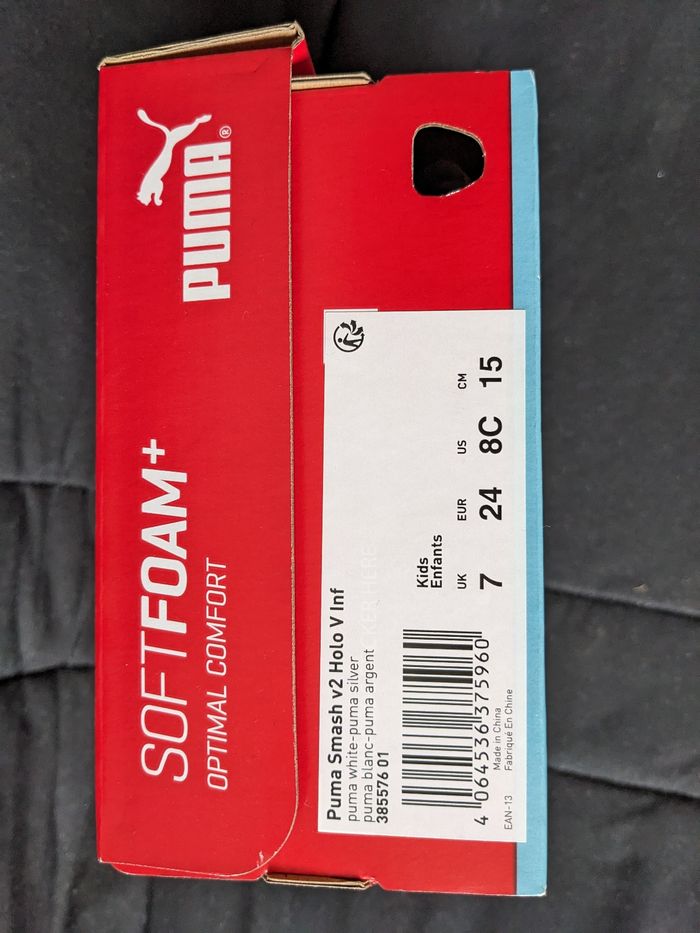 PUMA®
SOFTFOAM+
OPTIMAL COMFORT
Puma Smash v2 Holo V Inf
puma white-puma silver
puma blanc-puma argent
385576 01
CKER HERE
Kids
Enfants
UK EUR US CM
7 24 8C 15
4 064536 375960
EAN-13
Made in China
Fabriqué En Chine